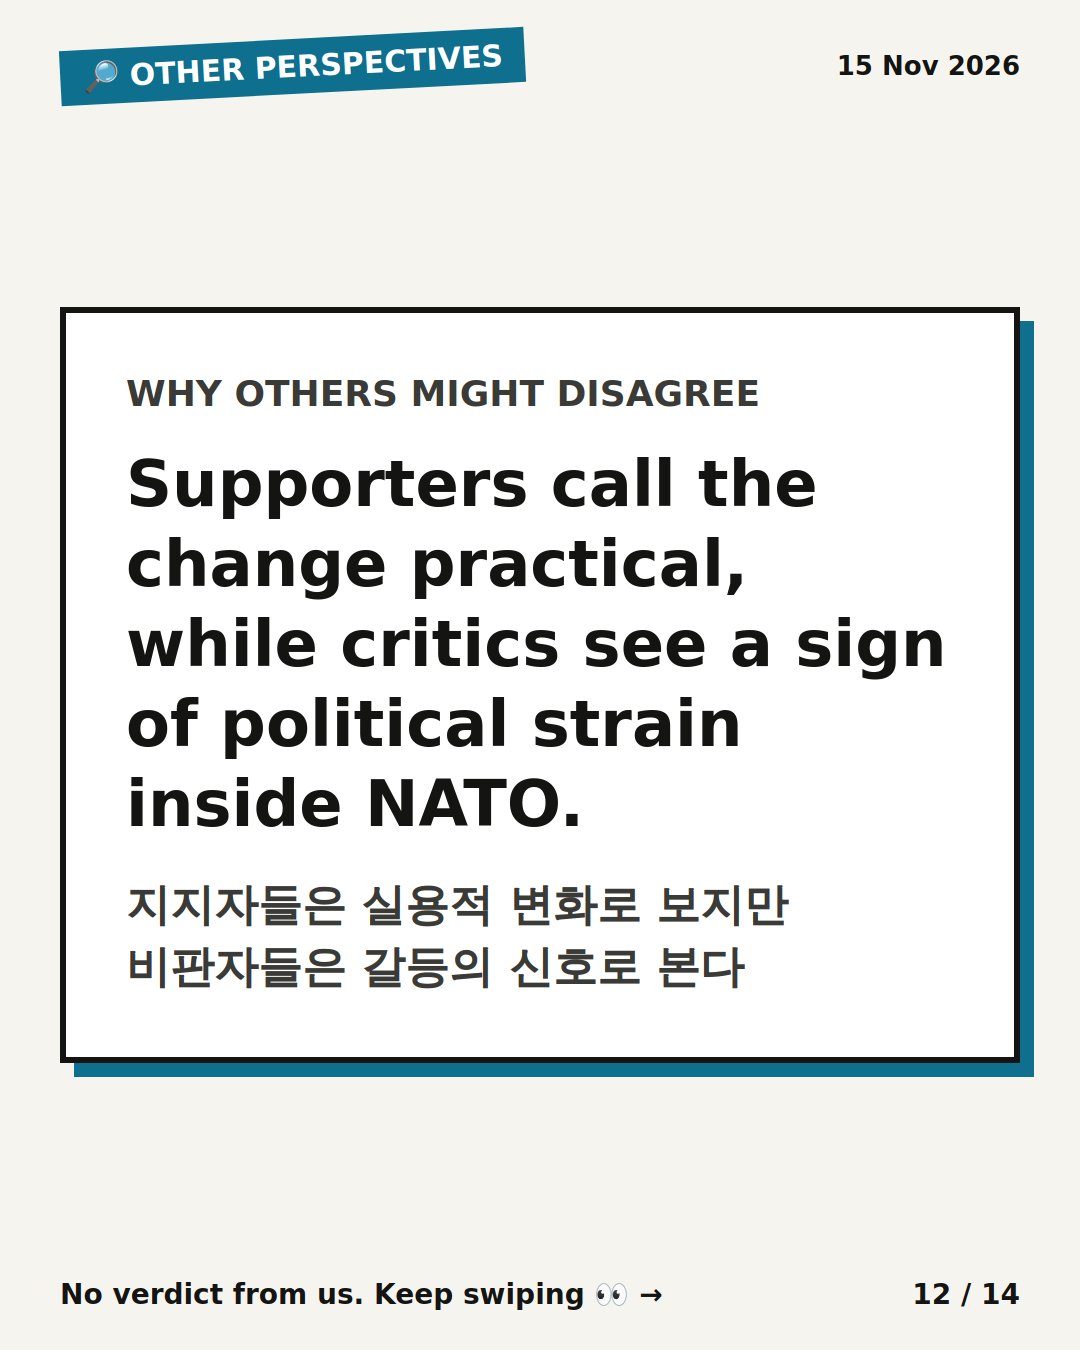 🔎 OTHER PERSPECTIVES
15 Nov 2026
WHY OTHERS MIGHT DISAGREE
Supporters call the
change practical,
while critics see a sign
of political strain
inside NATO.
지지자들은 실용적 변화로 보지만
비판자들은 갈등의 신호로 본다
No verdict from us. Keep swiping 👀 →
12 / 14